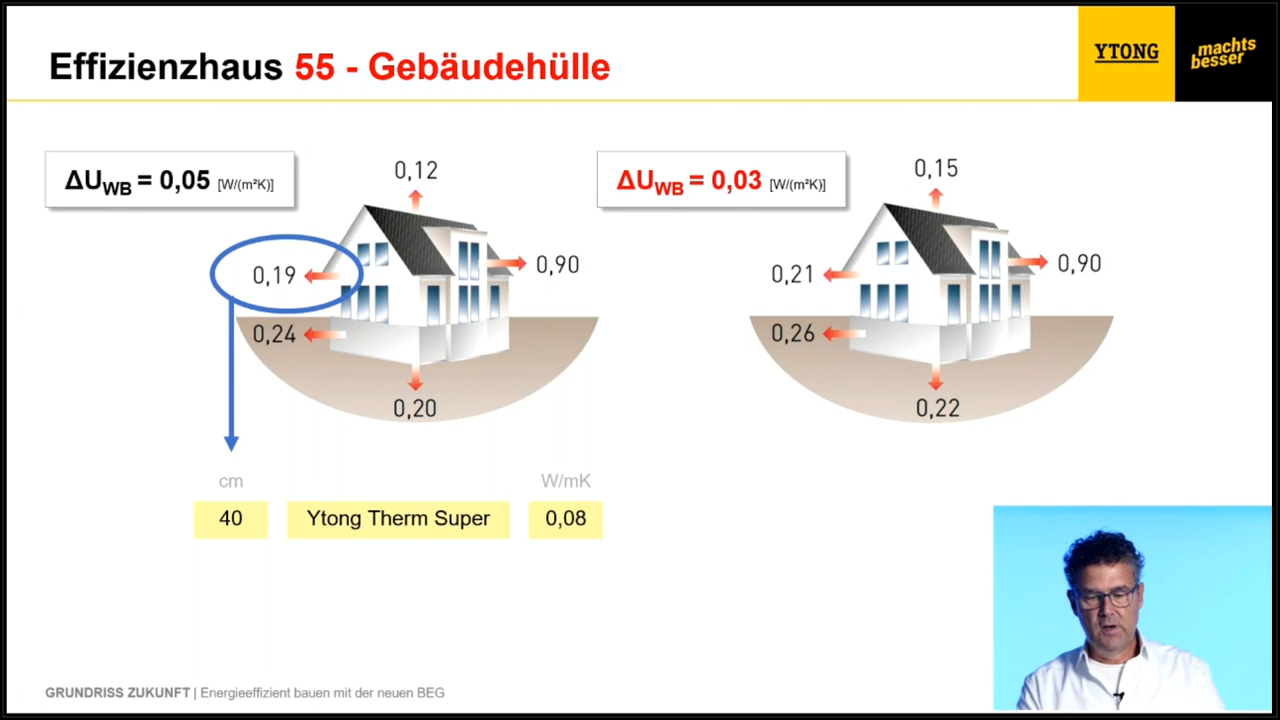 Effizienzhaus 55 - Gebäudehülle
YTONG
machts
besser
ΔUWB = 0,05 [W/(m²K)]
0,12
0,19
0,90
0,24
0,20
ΔUWB = 0,03 [W/(m²K)]
0,15
0,21
0,90
0,26
0,22
cm
W/mK
40
Ytong Therm Super
0,08
GRUNDRISS ZUKUNFT | Energieeffizient bauen mit der neuen BEG